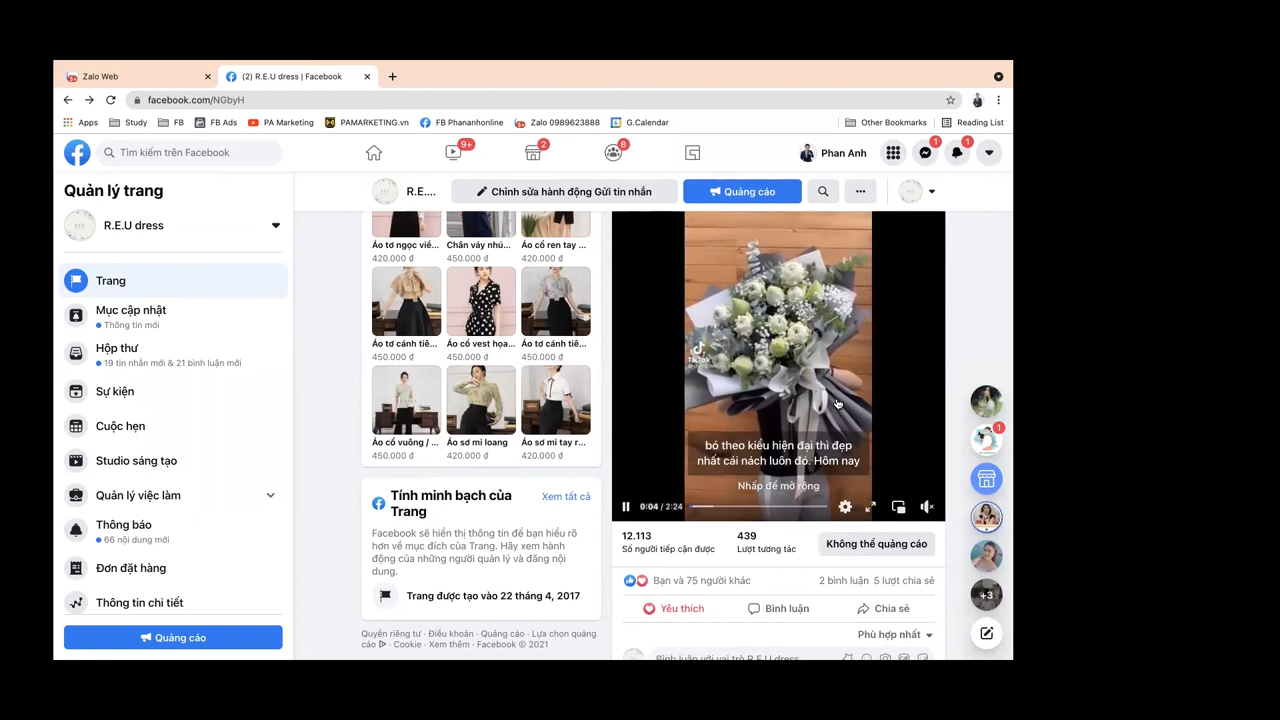 Zalo Web
(2) R.E.U dress | Facebook
facebook.com/NGbyH
Apps
Study
FB
FB Ads
PA Marketing
PAMARKETING.vn
FB Phananhonline
Zalo 0989623888
G.Calendar
Other Bookmarks
Reading List
Tìm kiếm trên Facebook
9+
2
8
Phan Anh
1
1
Quản lý trang
R.E.U dress
Trang
Mục cập nhật
Thông tin mới
Hộp thư
19 tin nhắn mới & 21 bình luận mới
Sự kiện
Cuộc hẹn
Studio sáng tạo
Quản lý việc làm
Thông báo
66 nội dung mới
Đơn đặt hàng
Thông tin chi tiết
Quảng cáo
R.E....
Chỉnh sửa hành động Gửi tin nhắn
Quảng cáo
Áo tơ ngọc viề...
Chân váy nhú...
Áo cổ ren tay ...
420.000 ₫
450.000 ₫
420.000 ₫
Áo tơ cánh tiê...
Áo cổ vest họa...
Áo tơ cánh tiê...
450.000 ₫
450.000 ₫
450.000 ₫
Áo cổ vuông / ...
Áo sơ mi loang
Áo sơ mi tay r...
450.000 ₫
420.000 ₫
420.000 ₫
Tính minh bạch của
Trang
Xem tất cả
Facebook sẽ hiển thị thông tin để bạn hiểu rõ
hơn về mục đích của Trang. Hãy xem hành
động của những người quản lý và đăng nội
dung.
Trang được tạo vào 22 tháng 4, 2017
Quyền riêng tư · Điều khoản · Quảng cáo · Lựa chọn quảng
cáo · Cookie · Xem thêm · Facebook © 2021
TikTok
bó theo kiểu hiện đại thì đẹp
nhất cái nách luôn đó. Hôm nay
Nhấp để mở rộng
0:04 / 2:24
12.113
Số người tiếp cận được
439
Lượt tương tác
Không thể quảng cáo
Bạn và 75 người khác
2 bình luận 5 lượt chia sẻ
Yêu thích
Bình luận
Chia sẻ
Phù hợp nhất
Bình luận với vai trò R.E.U dress
1
+3